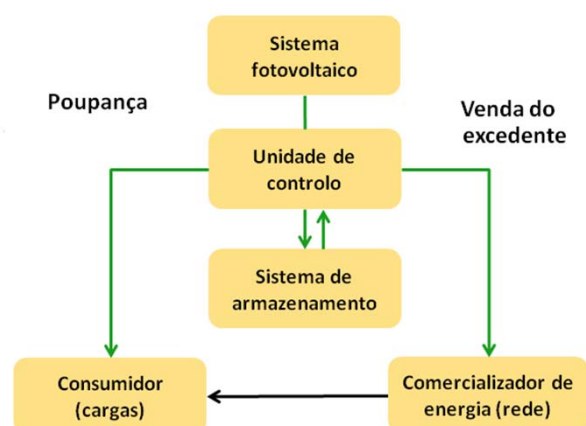 Sistema
fotovoltaico
Poupança
Venda do
excedente
Unidade de
controlo
Sistema de
armazenamento
Consumidor
(cargas)
Comercializador de
energia (rede)